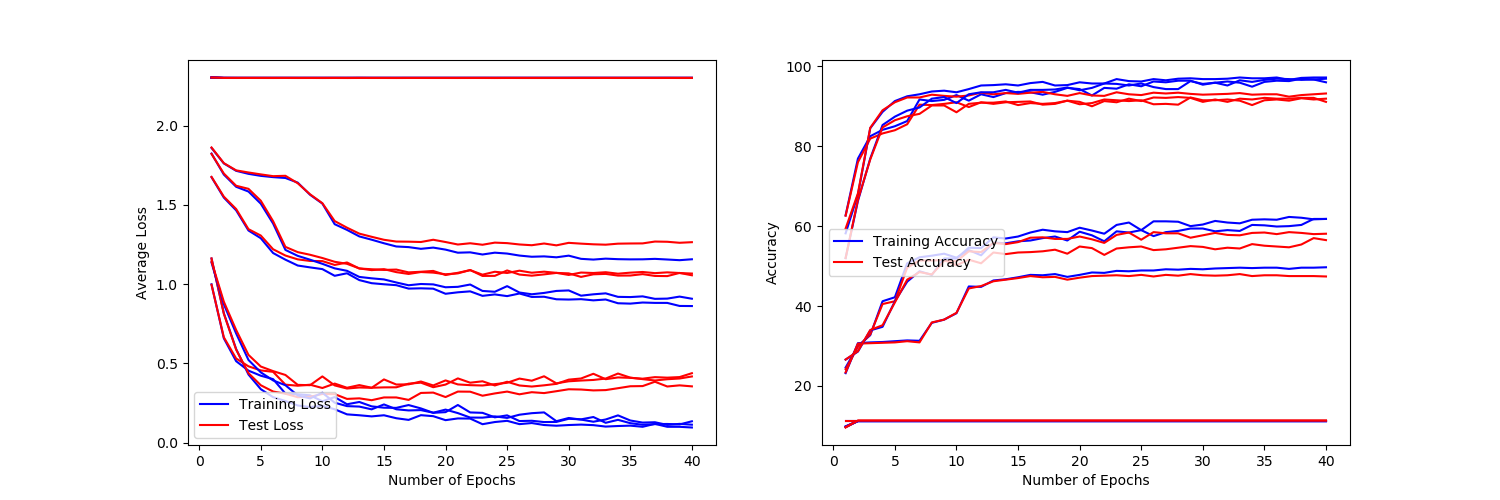 2.0
1.5
1.0
0.5
0.0
Average Loss
Training Loss
Test Loss
0 5 10 15 20 25 30 35 40
Number of Epochs
100
80
60
40
20
Accuracy
Training Accuracy
Test Accuracy
0 5 10 15 20 25 30 35 40
Number of Epochs